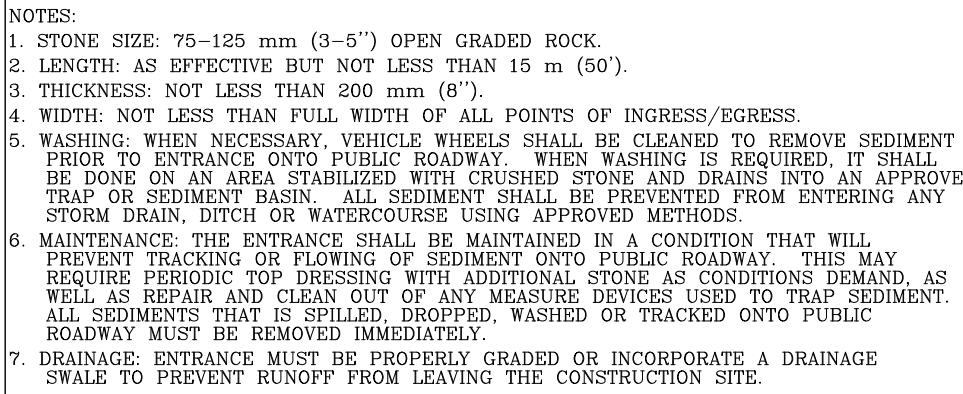 NOTES:
1. STONE SIZE: 75-125 mm (3-5'') OPEN GRADED ROCK.
2. LENGTH: AS EFFECTIVE BUT NOT LESS THAN 15 m (50').
3. THICKNESS: NOT LESS THAN 200 mm (8'').
4. WIDTH: NOT LESS THAN FULL WIDTH OF ALL POINTS OF INGRESS/EGRESS.
5. WASHING: WHEN NECESSARY, VEHICLE WHEELS SHALL BE CLEANED TO REMOVE SEDIMENT
PRIOR TO ENTRANCE ONTO PUBLIC ROADWAY. WHEN WASHING IS REQUIRED, IT SHALL
BE DONE ON AN AREA STABILIZED WITH CRUSHED STONE AND DRAINS INTO AN APPROVE
TRAP OR SEDIMENT BASIN. ALL SEDIMENT SHALL BE PREVENTED FROM ENTERING ANY
STORM DRAIN, DITCH OR WATERCOURSE USING APPROVED METHODS.
6. MAINTENANCE: THE ENTRANCE SHALL BE MAINTAINED IN A CONDITION THAT WILL
PREVENT TRACKING OR FLOWING OF SEDIMENT ONTO PUBLIC ROADWAY. THIS MAY
REQUIRE PERIODIC TOP DRESSING WITH ADDITIONAL STONE AS CONDITIONS DEMAND, AS
WELL AS REPAIR AND CLEAN OUT OF ANY MEASURE DEVICES USED TO TRAP SEDIMENT.
ALL SEDIMENTS THAT IS SPILLED, DROPPED, WASHED OR TRACKED ONTO PUBLIC
ROADWAY MUST BE REMOVED IMMEDIATELY.
7. DRAINAGE: ENTRANCE MUST BE PROPERLY GRADED OR INCORPORATE A DRAINAGE
SWALE TO PREVENT RUNOFF FROM LEAVING THE CONSTRUCTION SITE.